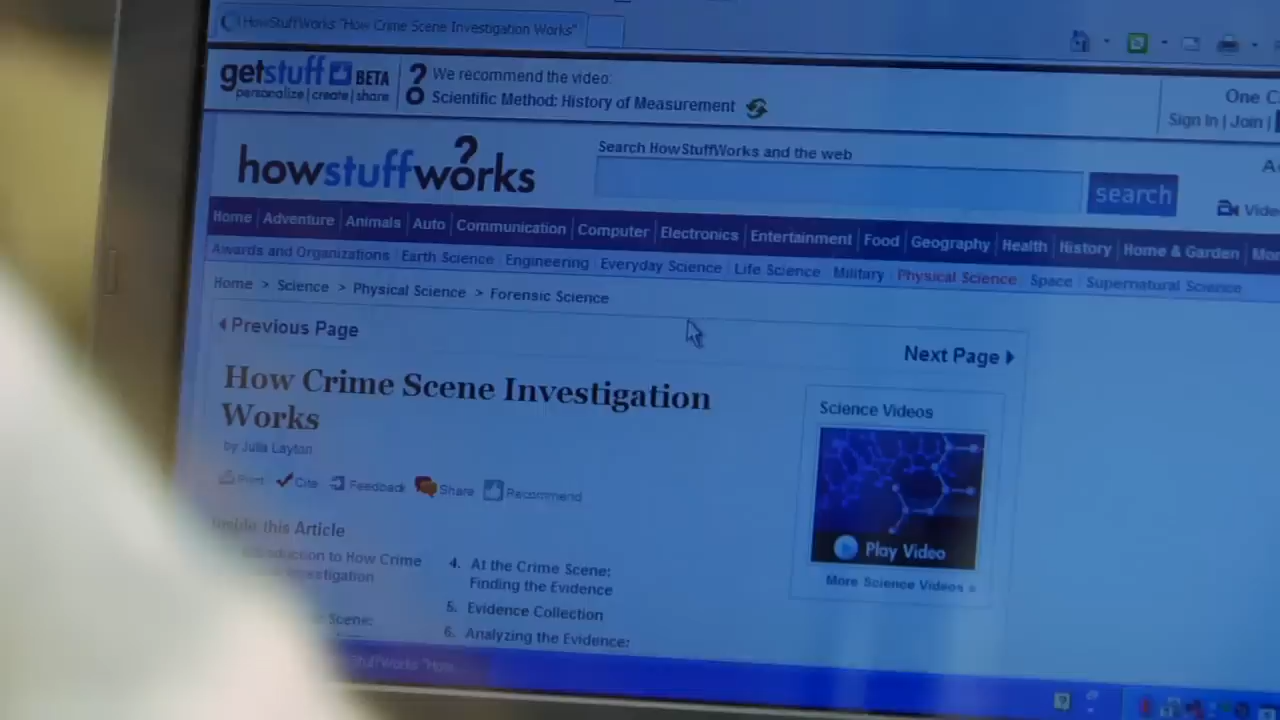 HowStuffWorks "How Crime Scene Investigation Works"
getstuff BETA
personalize | create | share
We recommend the video:
Scientific Method: History of Measurement
One C
Sign In | Join |
howstuffworks
Search HowStuffWorks and the web
search
Home Adventure Animals Auto Communication Computer Electronics Entertainment Food Geography Health History Home & Garden
Awards and Organizations Earth Science Engineering Everyday Science Life Science Military Physical Science Space Supernatural Science
Home > Science > Physical Science > Forensic Science
Previous Page
Next Page
How Crime Scene Investigation
Works
by Julia Layton
Print Cite Feedback Share Recommend
Science Videos
Play Video
More Science Videos »
Inside this Article
to How Crime
4. At the Crime Scene:
Finding the Evidence
5. Evidence Collection
6. Analyzing the Evidence:
Scene: